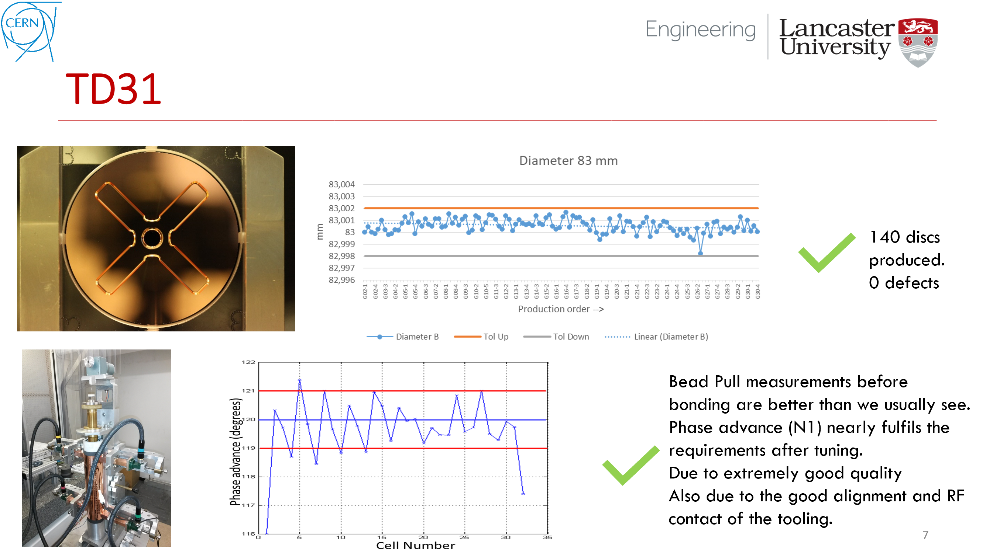 CERN
Engineering
Lancaster
University
TD31
Diameter 83 mm
83,004
83,003
83,002
83,001
83
82,999
82,998
82,997
82,996
mm
G02-1 G02-4 G03-3 G04-2 G05-1 G05-4 G06-3 G07-2 G08-1 G08-4 G09-3 G10-2 G10-5 G11-3 G12-2 G13-1 G13-4 G14-3 G15-2 G16-1 G16-4 G17-3 G18-2 G19-1 G19-4 G20-3 G21-1 G21-4 G22-3 G23-2 G24-1 G24-4 G25-3 G26-2 G27-1 G27-4 G28-3 G29-2 G30-1 G30-4
Production order -->
Diameter B Tol Up Tol Down Linear (Diameter B)
140 discs
produced.
0 defects
122
121
120
119
118
117
116
Phase advance (degrees)
0 5 10 15 20 25 30 35
Cell Number
Bead Pull measurements before
bonding are better than we usually see.
Phase advance (N1) nearly fulfils the
requirements after tuning.
Due to extremely good quality
Also due to the good alignment and RF
contact of the tooling.
7